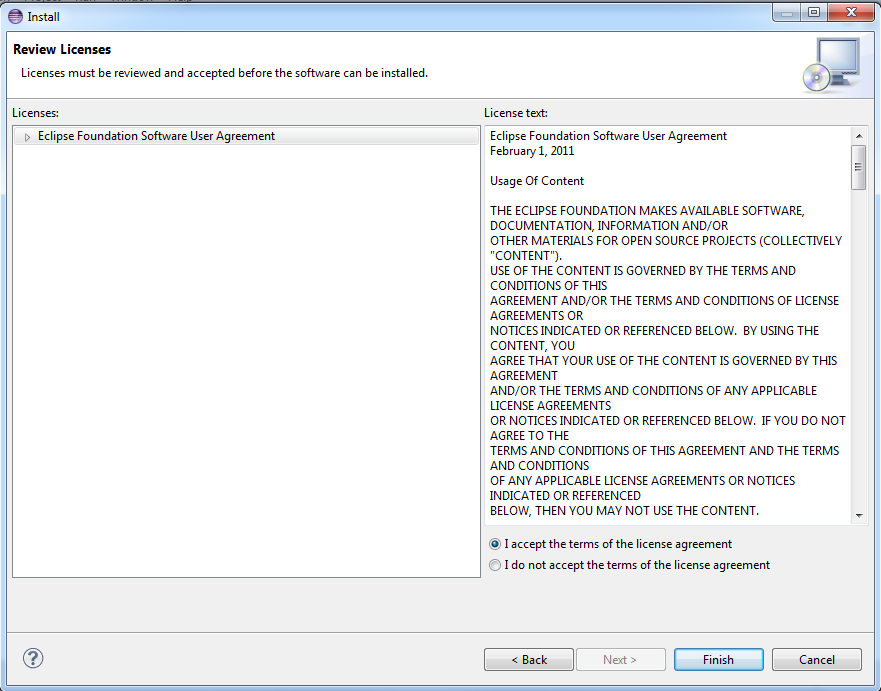 Install
Review Licenses
Licenses must be reviewed and accepted before the software can be installed.
Licenses:
Eclipse Foundation Software User Agreement
License text:
Eclipse Foundation Software User Agreement
February 1, 2011
Usage Of Content
THE ECLIPSE FOUNDATION MAKES AVAILABLE SOFTWARE,
DOCUMENTATION, INFORMATION AND/OR
OTHER MATERIALS FOR OPEN SOURCE PROJECTS (COLLECTIVELY
"CONTENT").
USE OF THE CONTENT IS GOVERNED BY THE TERMS AND
CONDITIONS OF THIS
AGREEMENT AND/OR THE TERMS AND CONDITIONS OF LICENSE
AGREEMENTS OR
NOTICES INDICATED OR REFERENCED BELOW.  BY USING THE
CONTENT, YOU
AGREE THAT YOUR USE OF THE CONTENT IS GOVERNED BY THIS
AGREEMENT
AND/OR THE TERMS AND CONDITIONS OF ANY APPLICABLE
LICENSE AGREEMENTS
OR NOTICES INDICATED OR REFERENCED BELOW.  IF YOU DO NOT
AGREE TO THE
TERMS AND CONDITIONS OF THIS AGREEMENT AND THE TERMS
AND CONDITIONS
OF ANY APPLICABLE LICENSE AGREEMENTS OR NOTICES
INDICATED OR REFERENCED
BELOW, THEN YOU MAY NOT USE THE CONTENT.
I accept the terms of the license agreement
I do not accept the terms of the license agreement
?
< Back
Next >
Finish
Cancel